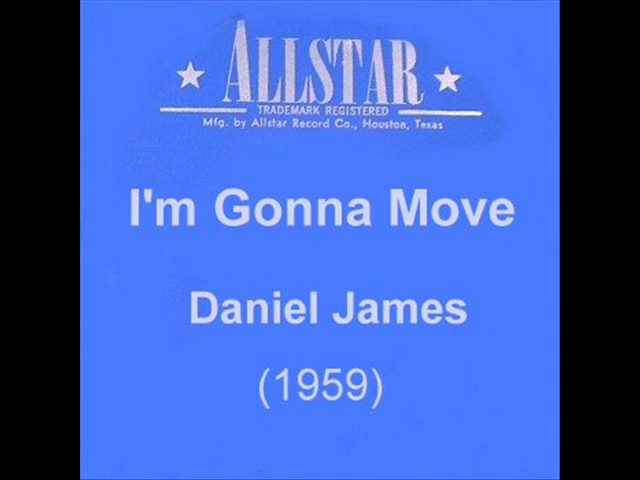 ALLSTAR
TRADEMARK REGISTERED
Mfg. by Allstar Record Co., Houston, Texas
I'm Gonna Move
Daniel James
(1959)